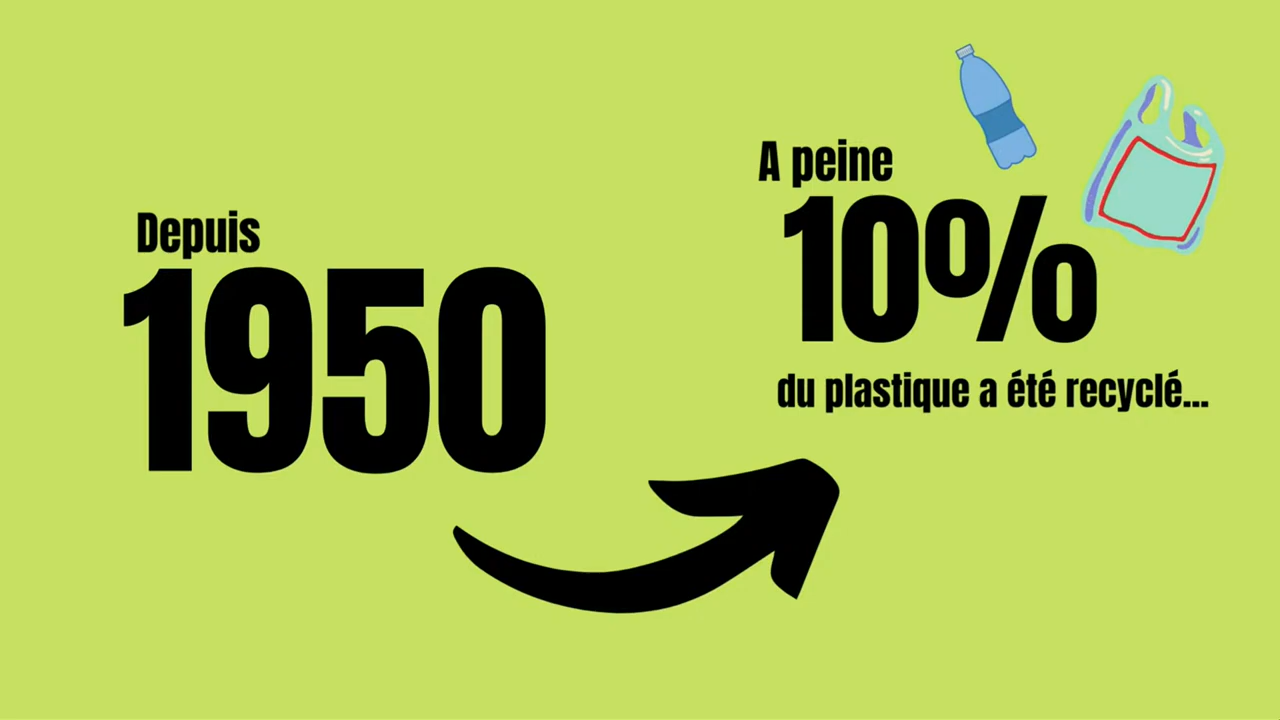 Depuis
1950
A peine
10%
du plastique a été recyclé...